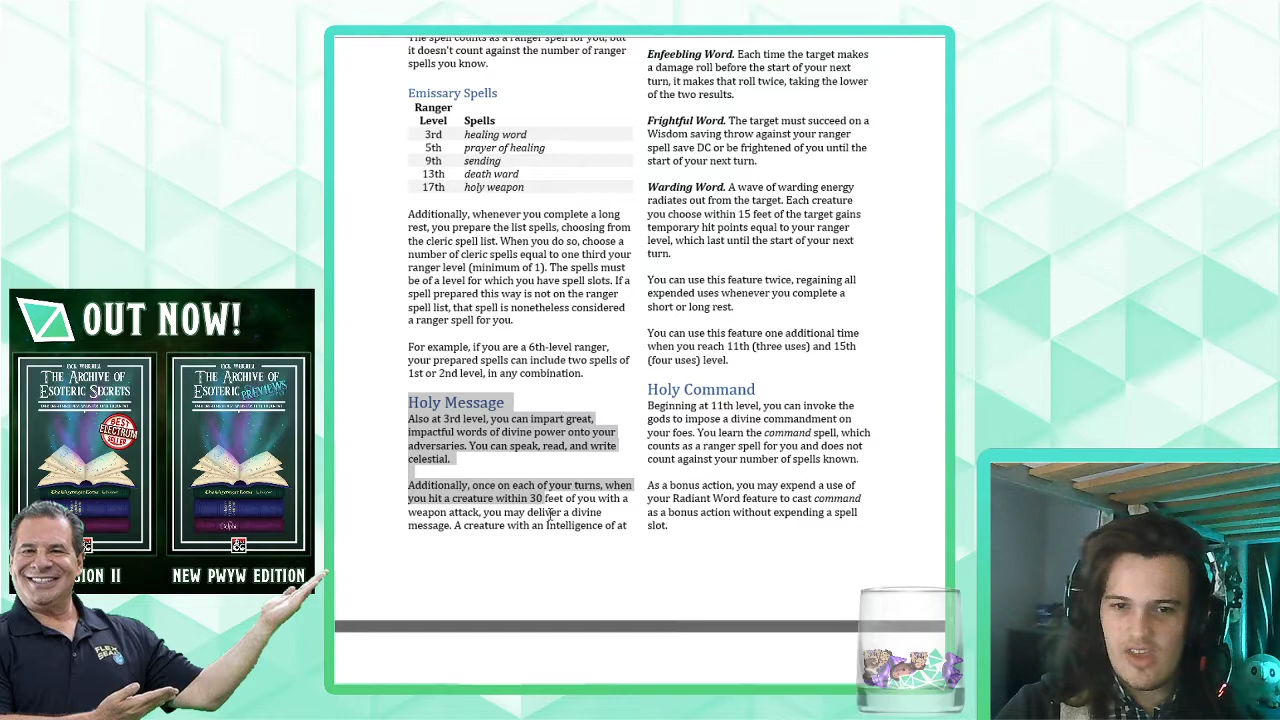 OUT NOW!
THE ARCHIVE OF
ESOTERIC SECRETS
BEST
ELECTRUM
SELLER
THE ARCHIVE OF
ESOTERIC PREVIEWS
ION II
NEW PWYW EDITION
The spell counts as a ranger spell for you, but
it doesn't count against the number of ranger
spells you know.
Emissary Spells
Ranger
Level Spells
3rd healing word
5th prayer of healing
9th sending
13th death ward
17th holy weapon
Additionally, whenever you complete a long
rest, you prepare the list spells, choosing from
the cleric spell list. When you do so, choose a
number of cleric spells equal to one third your
ranger level (minimum of 1). The spells must
be of a level for which you have spell slots. If a
spell prepared this way is not on the ranger
spell list, that spell is nonetheless considered
a ranger spell for you.
For example, if you are a 6th-level ranger,
your prepared spells can include two spells of
1st or 2nd level, in any combination.
Holy Message
Also at 3rd level, you can impart great,
impactful words of divine power onto your
adversaries. You can speak, read, and write
celestial.
Additionally, once on each of your turns, when
you hit a creature within 30 feet of you with a
weapon attack, you may deliver a divine
message. A creature with an Intelligence of at
Enfeebling Word. Each time the target makes
a damage roll before the start of your next
turn, it makes that roll twice, taking the lower
of the two results.
Frightful Word. The target must succeed on a
Wisdom saving throw against your ranger
spell save DC or be frightened of you until the
start of your next turn.
Warding Word. A wave of warding energy
radiates out from the target. Each creature
you choose within 15 feet of the target gains
temporary hit points equal to your ranger
level, which last until the start of your next
turn.
You can use this feature twice, regaining all
expended uses whenever you complete a
short or long rest.
You can use this feature one additional time
when you reach 11th (three uses) and 15th
(four uses) level.
Holy Command
Beginning at 11th level, you can invoke the
gods to impose a divine commandment on
your foes. You learn the command spell, which
counts as a ranger spell for you and does not
count against your number of spells known.
As a bonus action, you may expend a use of
your Radiant Word feature to cast command
as a bonus action without expending a spell
slot.